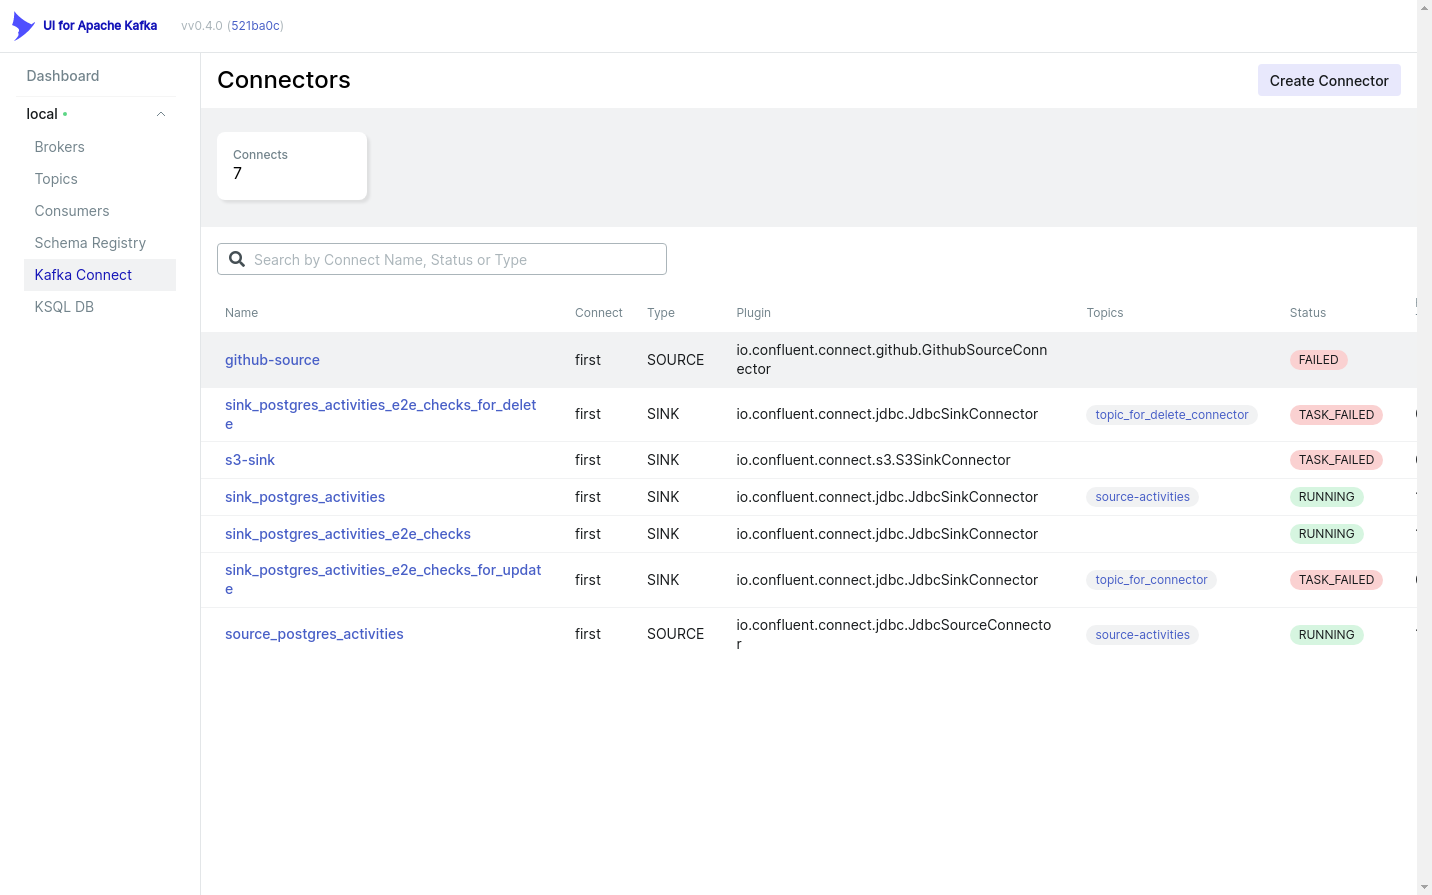 UI for Apache Kafka vv0.4.0 (521ba0c)
Dashboard
local
Brokers
Topics
Consumers
Schema Registry
Kafka Connect
KSQL DB
Connectors
Create Connector
Connects
7
Search by Connect Name, Status or Type
Name Connect Type Plugin Topics Status
github-source first SOURCE io.confluent.connect.github.GithubSourceConn FAILED
ector
sink_postgres_activities_e2e_checks_for_delet first SINK io.confluent.connect.jdbc.JdbcSinkConnector topic_for_delete_connector TASK_FAILED
e
s3-sink first SINK io.confluent.connect.s3.S3SinkConnector TASK_FAILED
sink_postgres_activities first SINK io.confluent.connect.jdbc.JdbcSinkConnector source-activities RUNNING
sink_postgres_activities_e2e_checks first SINK io.confluent.connect.jdbc.JdbcSinkConnector RUNNING
sink_postgres_activities_e2e_checks_for_updat first SINK io.confluent.connect.jdbc.JdbcSinkConnector topic_for_connector TASK_FAILED
e
source_postgres_activities first SOURCE io.confluent.connect.jdbc.JdbcSourceConnecto source-activities RUNNING
r